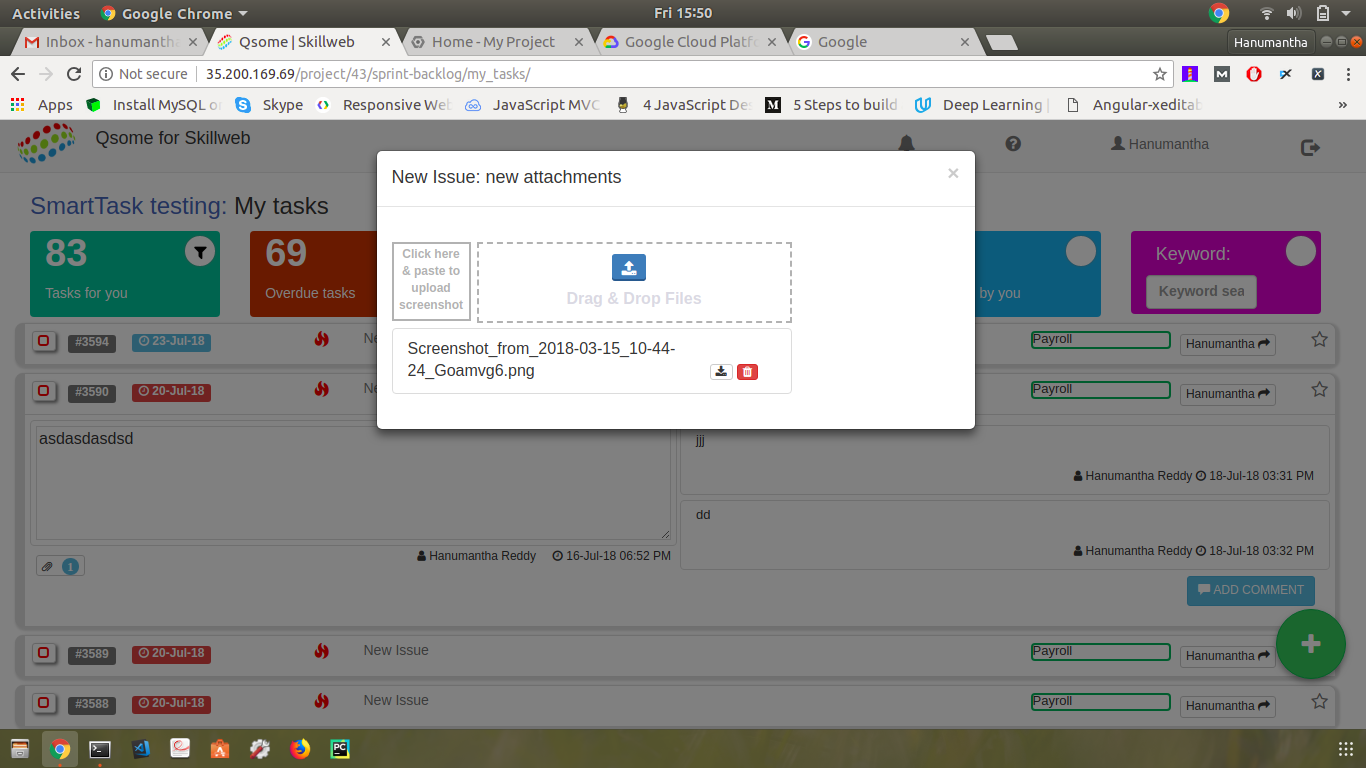 Activities
Google Chrome
Fri 15:50
Inbox - hanumantha
Qsome | Skillweb
Home - My Project
Google Cloud Platfo
Google
Hanumantha
Not secure
35.200.169.69/project/43/sprint-backlog/my_tasks/
Apps
Install MySQL on
Skype
Responsive Web
JavaScript MVC
4 JavaScript Des
5 Steps to build
Deep Learning |
Angular-xeditab
»
Qsome for Skillweb
Hanumantha
New Issue: new attachments
×
SmartTask testing: My tasks
83
Tasks for you
69
Overdue tasks
by you
Keyword:
Keyword sea
Click here
& paste to
upload
screenshot
Drag & Drop Files
Screenshot_from_2018-03-15_10-44-
24_Goamvg6.png
#3594
23-Jul-18
Ne
Payroll
Hanumantha
#3590
20-Jul-18
Ne
Payroll
Hanumantha
asdasdasdsd
Hanumantha Reddy
16-Jul-18 06:52 PM
1
jjj
Hanumantha Reddy 18-Jul-18 03:31 PM
dd
Hanumantha Reddy 18-Jul-18 03:32 PM
ADD COMMENT
#3589
20-Jul-18
New Issue
Payroll
Hanumantha
#3588
20-Jul-18
New Issue
Payroll
Hanumantha
PC